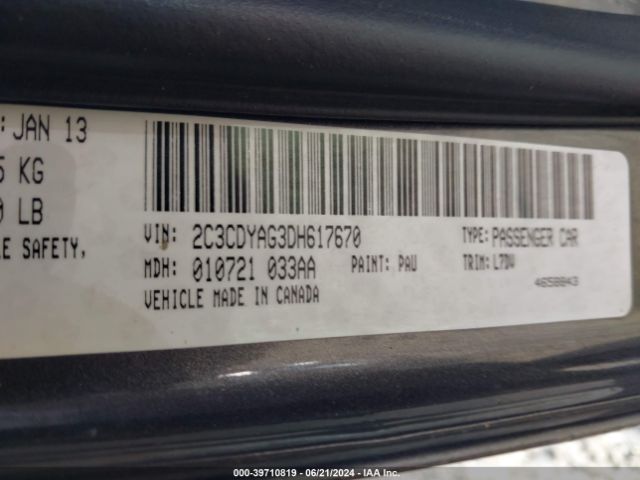 : JAN 13
5 KG
0 LB
E SAFETY,
VIN: 2C3CDYAG3DH617670
TYPE: PASSENGER CAR
MDH: 010721 033AA
PAINT: PAU
TRIM: L7DV
VEHICLE MADE IN CANADA
4658843
000-39710819 - 06/21/2024 - IAA Inc.